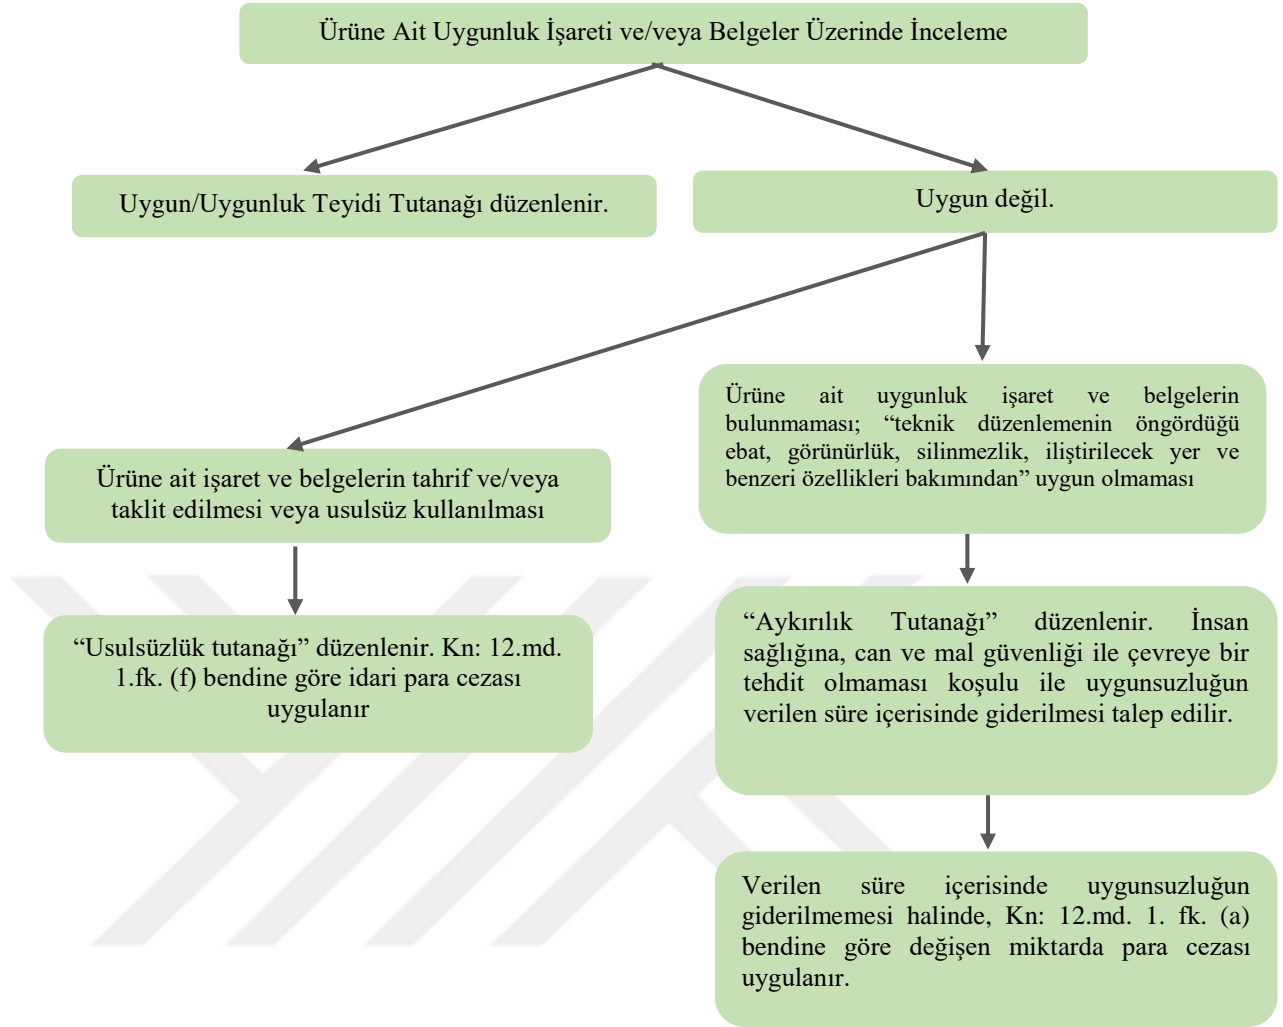 Ürüne Ait Uygunluk İşareti ve/veya Belgeler Üzerinde İnceleme
Uygun/Uygunluk Teyidi Tutanağı düzenlenir.
Uygun değil.
Ürüne ait işaret ve belgelerin tahrif ve/veya
taklit edilmesi veya usulsüz kullanılması
Ürüne ait uygunluk işaret ve belgelerin
bulunmaması; “teknik düzenlemenin öngördüğü
ebat, görünürlük, silinmezlik, iliştirilecek yer ve
benzeri özellikleri bakımından” uygun olmaması
“Usulsüzlük tutanağı” düzenlenir. Kn: 12.md.
1.fk. (f) bendine göre idari para cezası
uygulanır
“Aykırılık Tutanağı” düzenlenir. İnsan
sağlığına, can ve mal güvenliği ile çevreye bir
tehdit olmaması koşulu ile uygunsuzluğun
verilen süre içerisinde giderilmesi talep edilir.
Verilen süre içerisinde uygunsuzluğun
giderilmemesi halinde, Kn: 12.md. 1. fk. (a)
bendine göre değişen miktarda para cezası
uygulanır.